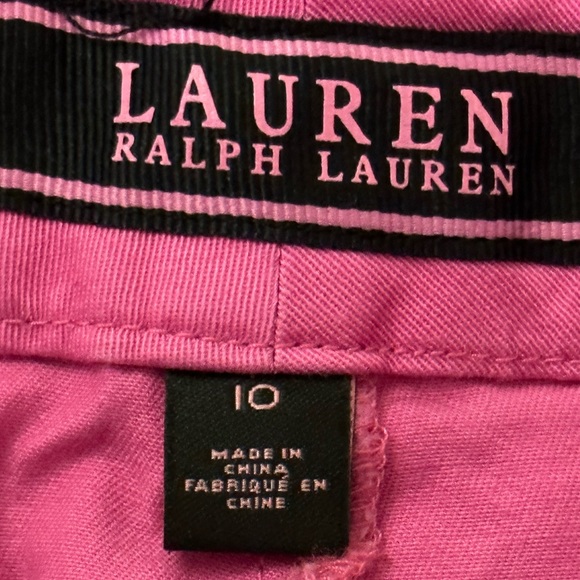 LAUREN
RALPH LAUREN
10
MADE IN
CHINA
FABRIQUÉ EN
CHINE